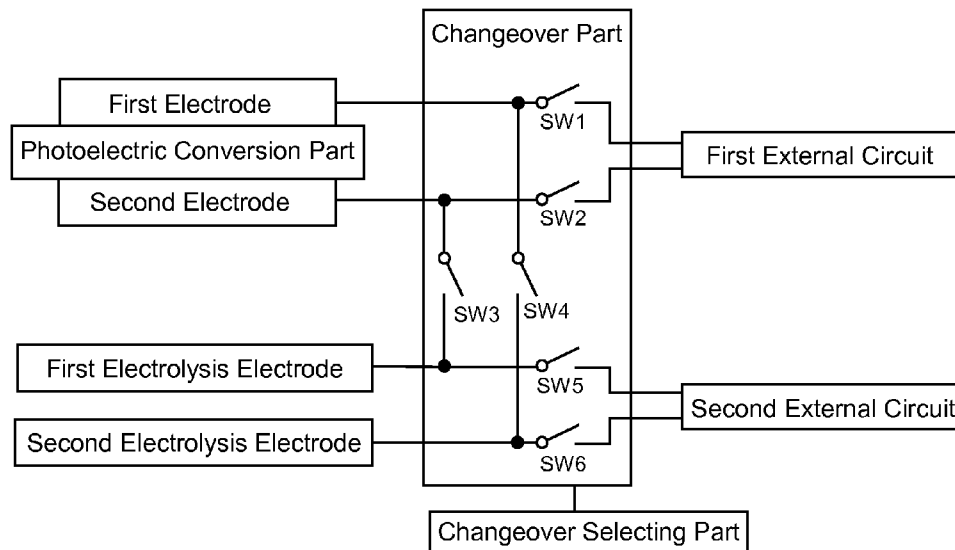 Changeover Part
First Electrode
SW1
Photoelectric Conversion Part
First External Circuit
Second Electrode
SW2
SW3
SW4
First Electrolysis Electrode
SW5
Second External Circuit
Second Electrolysis Electrode
SW6
Changeover Selecting Part